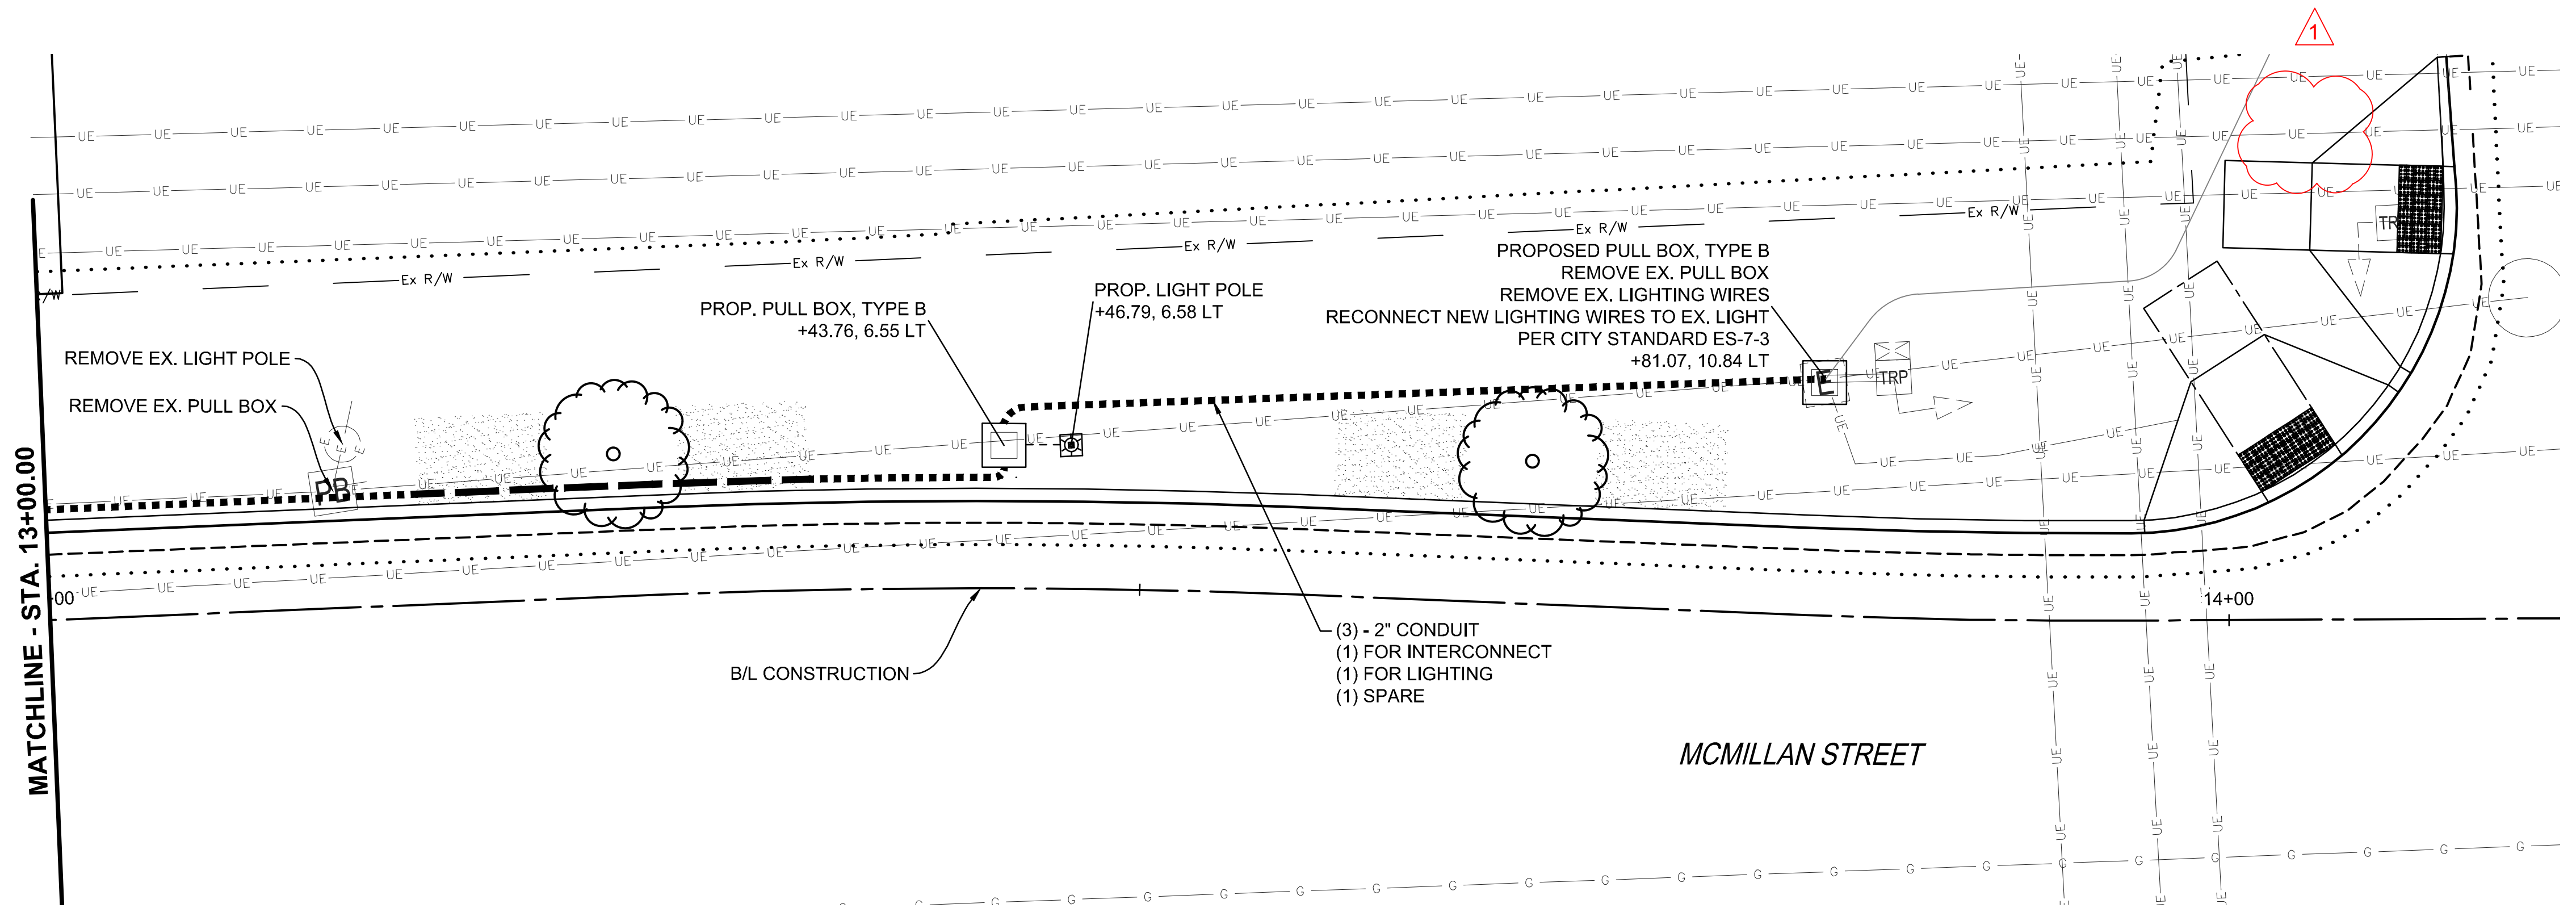 1
Ex R/W
Ex R/W
Ex R/W
Ex R/W
Ex R/W
/W
PROPOSED PULL BOX, TYPE B
REMOVE EX. PULL BOX
REMOVE EX. LIGHTING WIRES
RECONNECT NEW LIGHTING WIRES TO EX. LIGHT
PER CITY STANDARD ES-7-3
+81.07, 10.84 LT
PROP. LIGHT POLE
+46.79, 6.58 LT
PROP. PULL BOX, TYPE B
+43.76, 6.55 LT
REMOVE EX. LIGHT POLE
REMOVE EX. PULL BOX
PB
E
TRP
TR
UE
G
MATCHLINE - STA. 13+00.00
+00
14+00
B/L CONSTRUCTION
(3) - 2" CONDUIT
(1) FOR INTERCONNECT
(1) FOR LIGHTING
(1) SPARE
MCMILLAN STREET